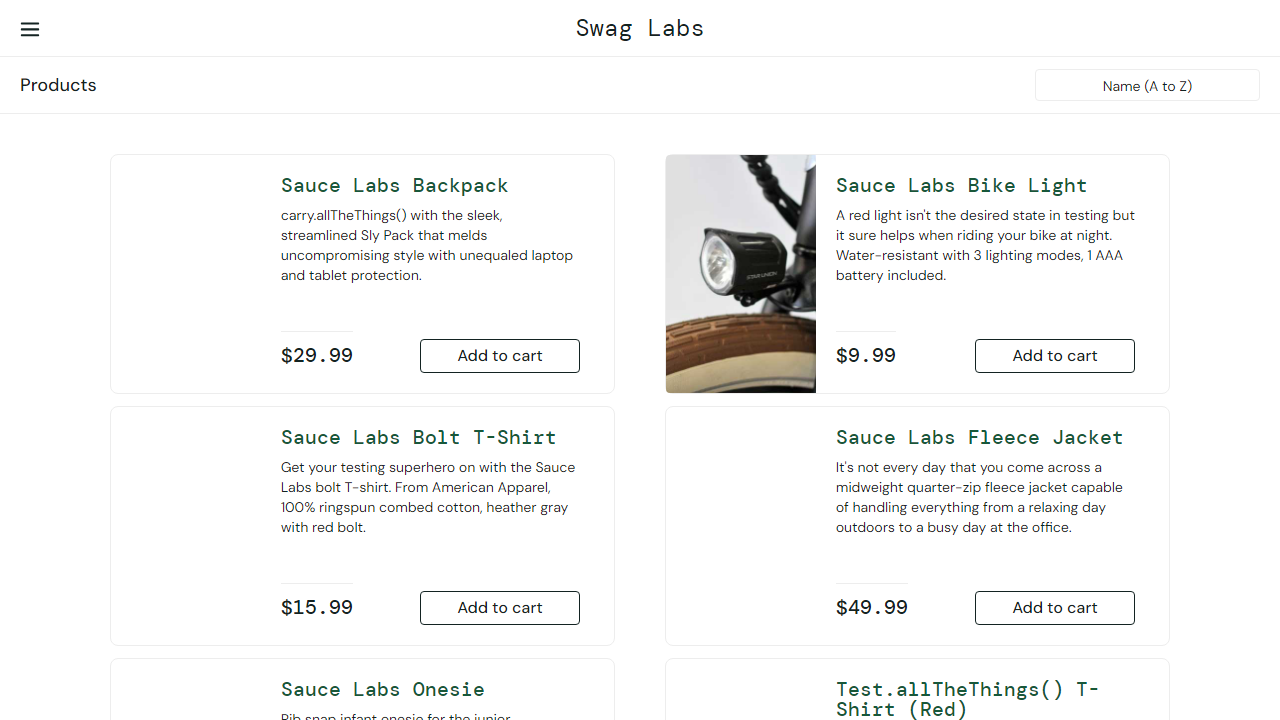 Swag Labs
Products
Name (A to Z)
Sauce Labs Backpack
carry.allTheThings() with the sleek,
streamlined Sly Pack that melds
uncompromising style with unequaled laptop
and tablet protection.
$29.99
Add to cart
Sauce Labs Bike Light
A red light isn't the desired state in testing but
it sure helps when riding your bike at night.
Water-resistant with 3 lighting modes, 1 AAA
battery included.
$9.99
Add to cart
Sauce Labs Bolt T-Shirt
Get your testing superhero on with the Sauce
Labs bolt T-shirt. From American Apparel,
100% ringspun combed cotton, heather gray
with red bolt.
$15.99
Add to cart
Sauce Labs Fleece Jacket
It's not every day that you come across a
midweight quarter-zip fleece jacket capable
of handling everything from a relaxing day
outdoors to a busy day at the office.
$49.99
Add to cart
Sauce Labs Onesie
Rib snap infant onesie for the junior
Test.allTheThings() T-
Shirt (Red)